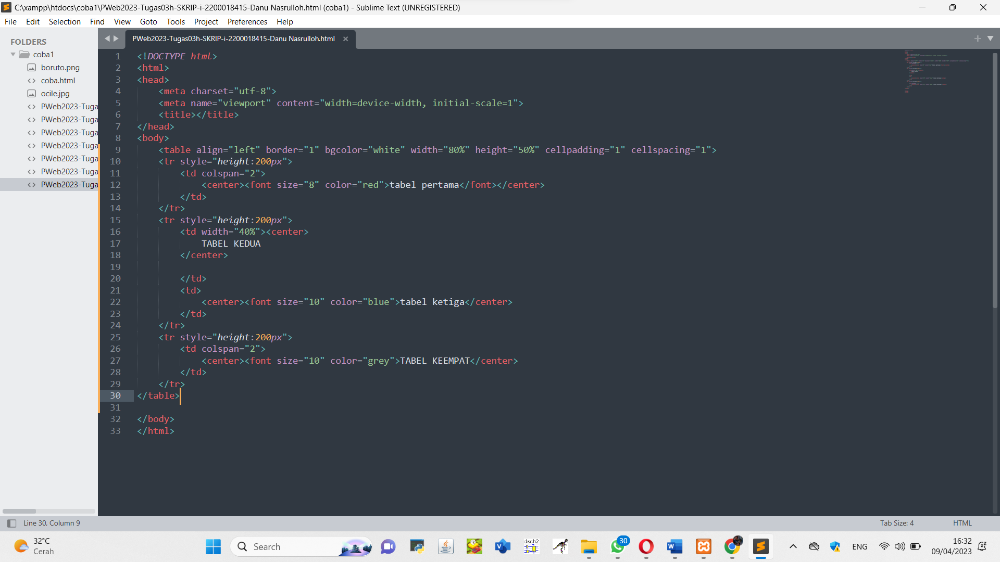 C:\xampp\htdocs\coba1\PWeb2023-Tugas03h-SKRIP-i-2200018415-Danu Nasrulloh.html (coba1) - Sublime Text (UNREGISTERED)
File Edit Selection Find View Goto Tools Project Preferences Help
FOLDERS
coba1
boruto.png
coba.html
ocile.jpg
PWeb2023-Tuga
PWeb2023-Tuga
PWeb2023-Tuga
PWeb2023-Tuga
PWeb2023-Tuga
PWeb2023-Tuga
PWeb2023-Tuga
PWeb2023-Tugas03h-SKRIP-i-2200018415-Danu Nasrulloh.html
1 <!DOCTYPE html>
2 <html>
3 <head>
4 <meta charset="utf-8">
5 <meta name="viewport" content="width=device-width, initial-scale=1">
6 <title></title>
7 </head>
8 <body>
9 <table align="left" border="1" bgcolor="white" width="80%" height="50%" cellpadding="1" cellspacing="1">
10 <tr style="height:200px">
11 <td colspan="2">
12 <center><font size="8" color="red">tabel pertama</font></center>
13 </td>
14 </tr>
15 <tr style="height:200px">
16 <td width="40%"><center>
17 TABEL KEDUA
18 </center>
19
20 </td>
21 <td>
22 <center><font size="10" color="blue">tabel ketiga</center>
23 </td>
24 </tr>
25 <tr style="height:200px">
26 <td colspan="2">
27 <center><font size="10" color="grey">TABEL KEEMPAT</center>
28 </td>
29 </tr>
30 </table>
31
32 </body>
33 </html>
Line 30, Column 9
Tab Size: 4
HTML
32°C
Cerah
Search
dsch2
30
ENG
16:32
09/04/2023